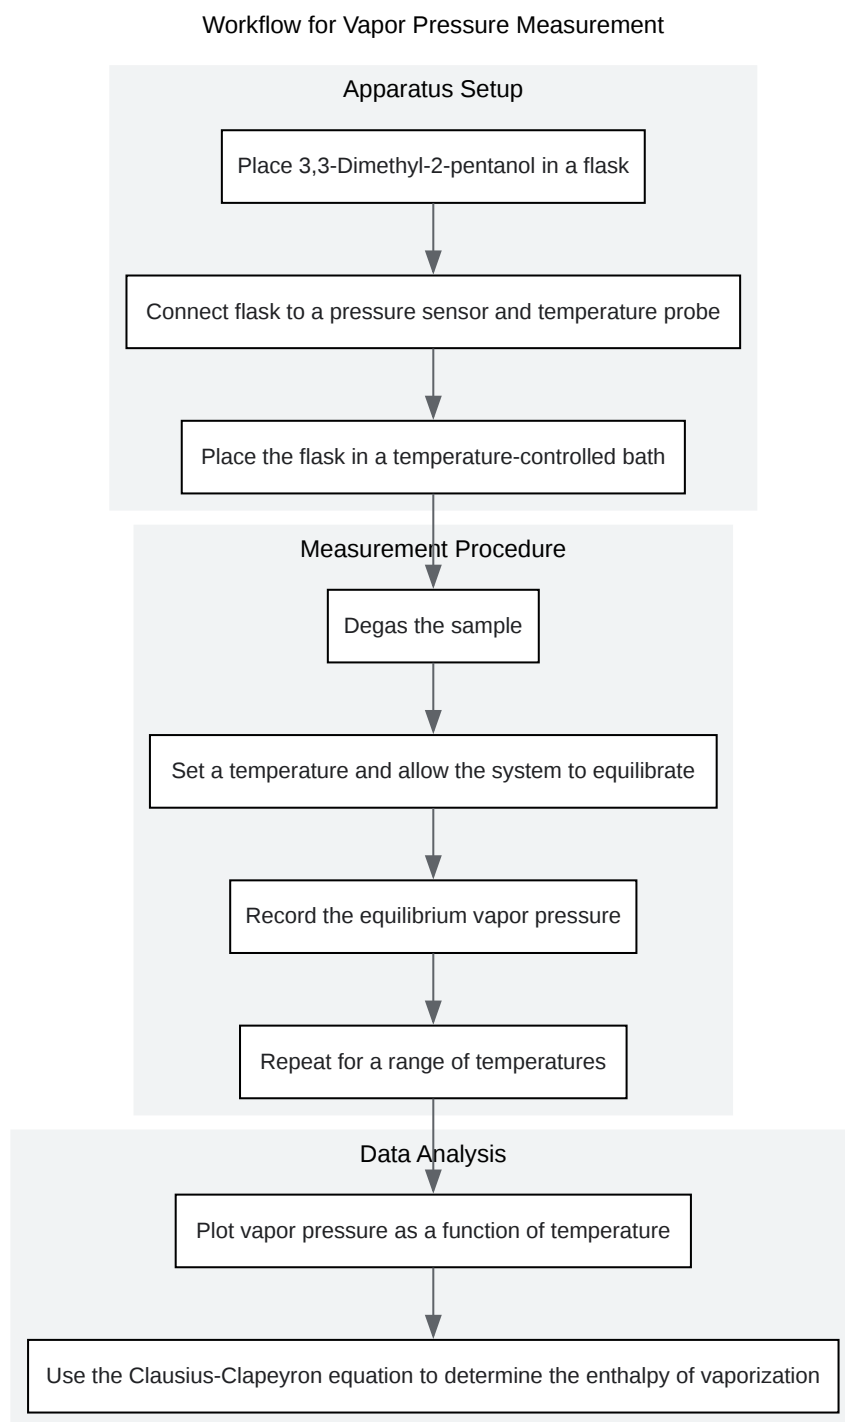 Workflow for Vapor Pressure Measurement
Apparatus Setup
Place 3,3-Dimethyl-2-pentanol in a flask
Connect flask to a pressure sensor and temperature probe
Place the flask in a temperature-controlled bath
Measurement Procedure
Degas the sample
Set a temperature and allow the system to equilibrate
Record the equilibrium vapor pressure
Repeat for a range of temperatures
Data Analysis
Plot vapor pressure as a function of temperature
Use the Clausius-Clapeyron equation to determine the enthalpy of vaporization